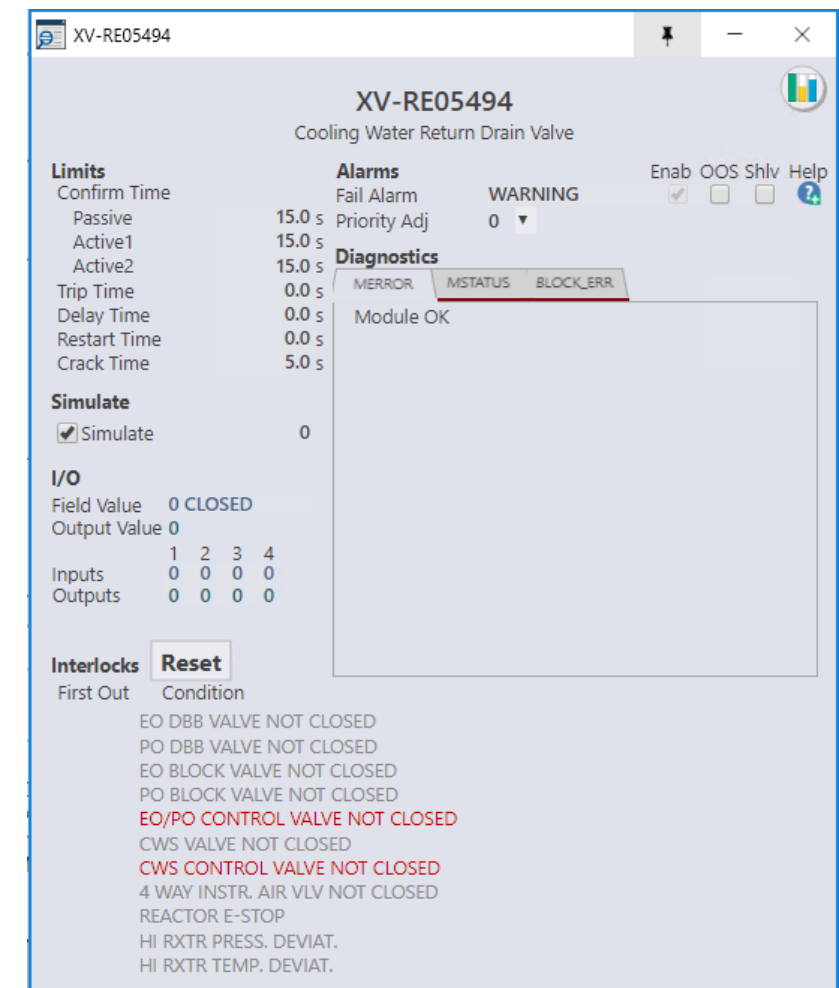 XV-RE05494
XV-RE05494
Cooling Water Return Drain Valve
Limits
Confirm Time
Passive 15.0 s
Active1 15.0 s
Active2 15.0 s
Trip Time 0.0 s
Delay Time 0.0 s
Restart Time 0.0 s
Crack Time 5.0 s
Simulate
Simulate 0
I/O
Field Value 0 CLOSED
Output Value 0
1 2 3 4
Inputs 0 0 0 0
Outputs 0 0 0 0
Alarms Enab OOS Shlv Help
Fail Alarm WARNING
Priority Adj 0
Diagnostics
MERROR MSTATUS BLOCK_ERR
Module OK
Interlocks Reset
First Out Condition
EO DBB VALVE NOT CLOSED
PO DBB VALVE NOT CLOSED
EO BLOCK VALVE NOT CLOSED
PO BLOCK VALVE NOT CLOSED
EO/PO CONTROL VALVE NOT CLOSED
CWS VALVE NOT CLOSED
CWS CONTROL VALVE NOT CLOSED
4 WAY INSTR. AIR VLV NOT CLOSED
REACTOR E-STOP
HI RXTR PRESS. DEVIAT.
HI RXTR TEMP. DEVIAT.